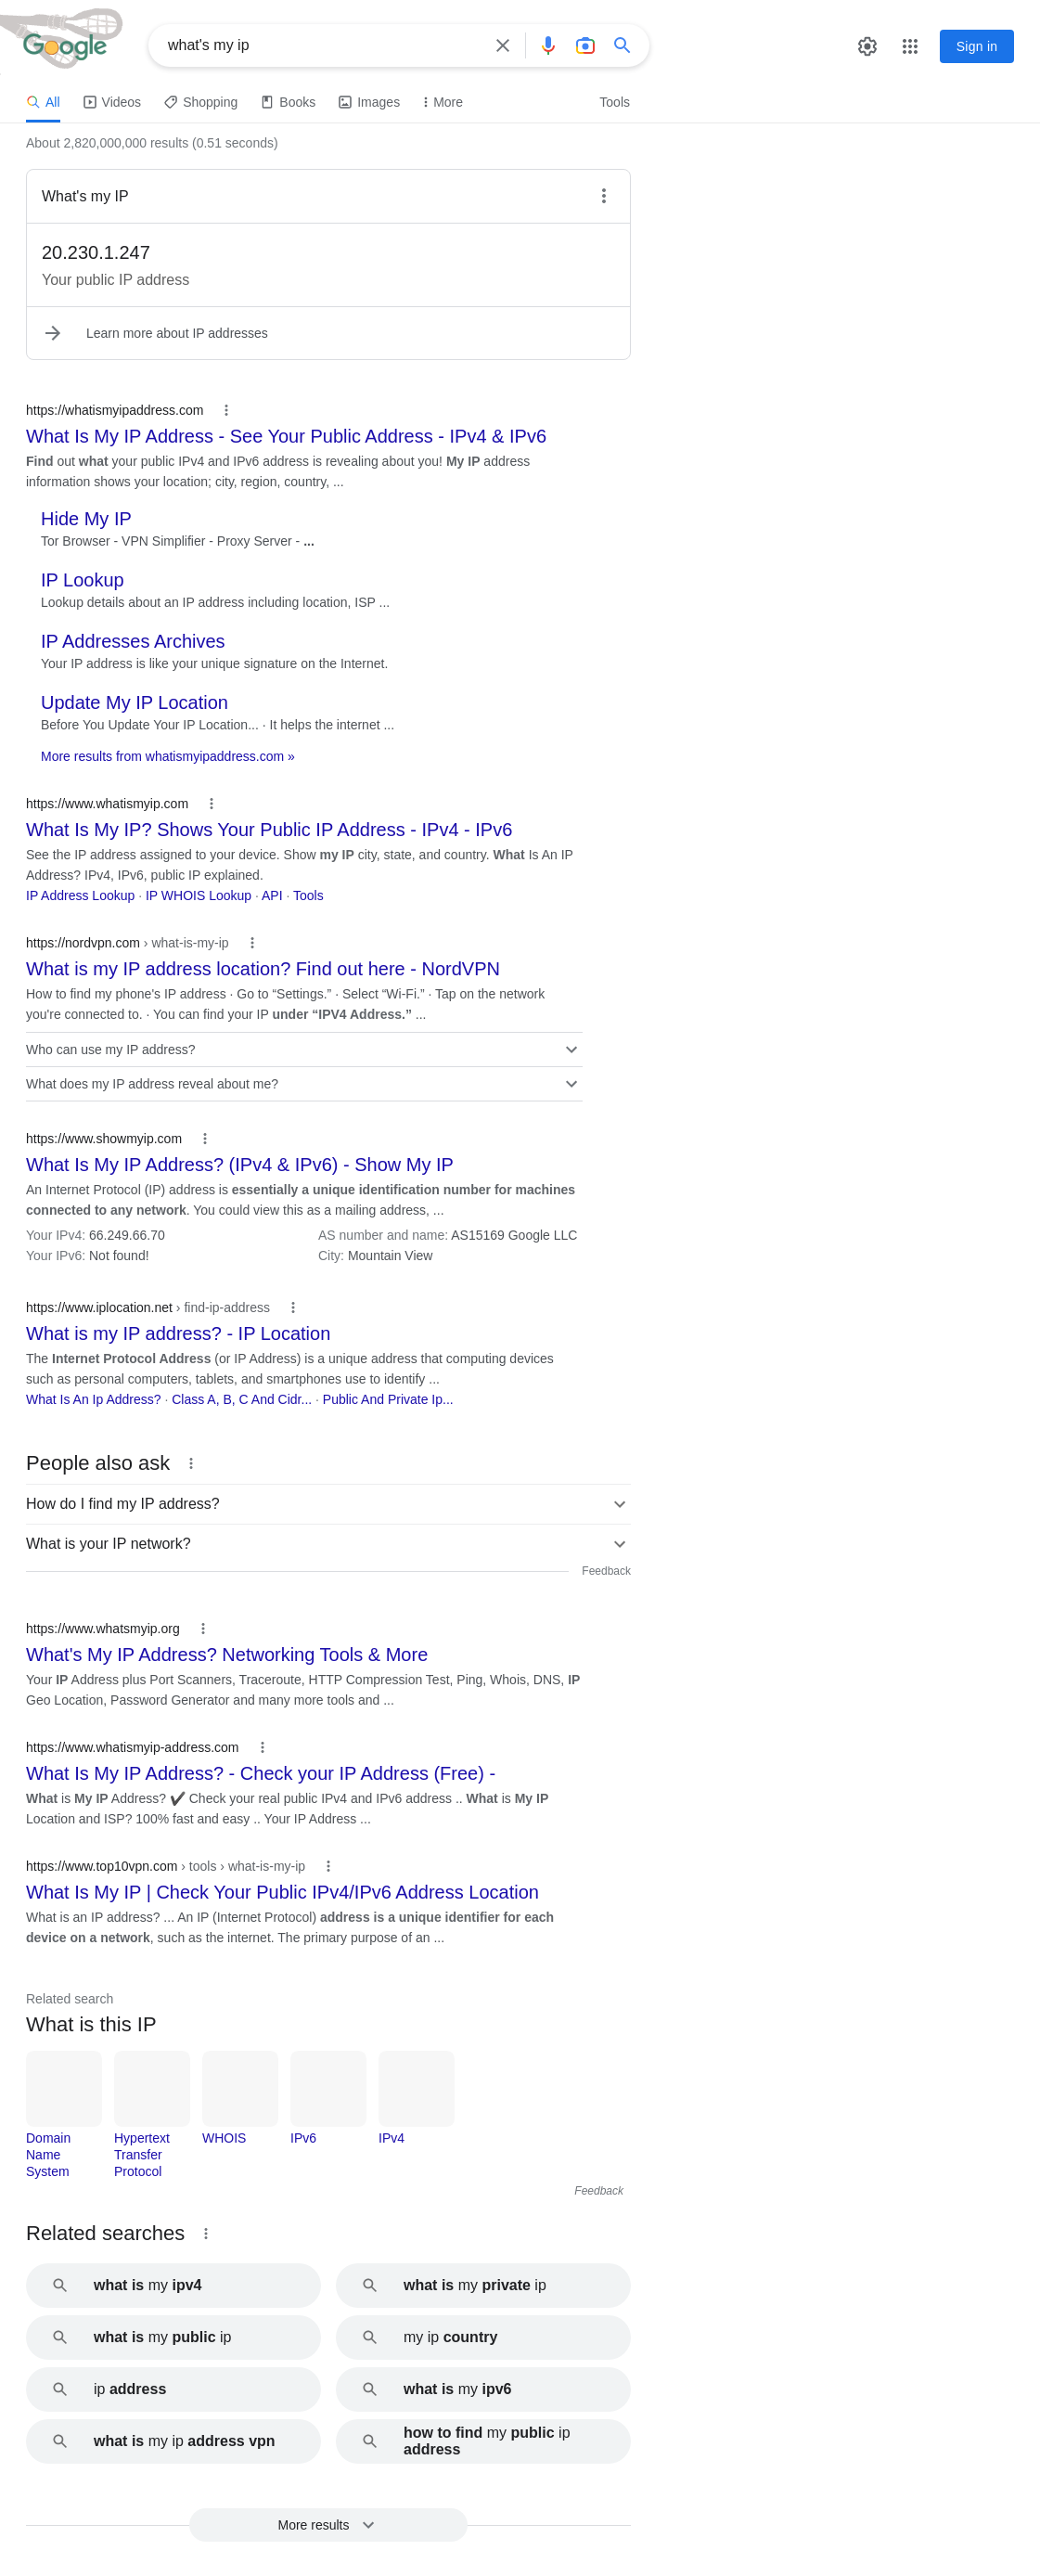 Google
what's my ip
Sign in
All
Videos
Shopping
Books
Images
More
Tools
About 2,820,000,000 results (0.51 seconds)
What's my IP
20.230.1.247
Your public IP address
Learn more about IP addresses
https://whatismyipaddress.com
What Is My IP Address - See Your Public Address - IPv4 & IPv6
Find out what your public IPv4 and IPv6 address is revealing about you! My IP address
information shows your location; city, region, country, ...
Hide My IP
Tor Browser - VPN Simplifier - Proxy Server - ...
IP Lookup
Lookup details about an IP address including location, ISP ...
IP Addresses Archives
Your IP address is like your unique signature on the Internet.
Update My IP Location
Before You Update Your IP Location... · It helps the internet ...
More results from whatismyipaddress.com »
https://www.whatismyip.com
What Is My IP? Shows Your Public IP Address - IPv4 - IPv6
See the IP address assigned to your device. Show my IP city, state, and country. What Is An IP
Address? IPv4, IPv6, public IP explained.
IP Address Lookup · IP WHOIS Lookup · API · Tools
https://nordvpn.com › what-is-my-ip
What is my IP address location? Find out here - NordVPN
How to find my phone's IP address · Go to “Settings.” · Select “Wi-Fi.” · Tap on the network
you're connected to. · You can find your IP under “IPV4 Address.” ...
Who can use my IP address?
What does my IP address reveal about me?
https://www.showmyip.com
What Is My IP Address? (IPv4 & IPv6) - Show My IP
An Internet Protocol (IP) address is essentially a unique identification number for machines
connected to any network. You could view this as a mailing address, ...
Your IPv4: 66.249.66.70
AS number and name: AS15169 Google LLC
Your IPv6: Not found!
City: Mountain View
https://www.iplocation.net › find-ip-address
What is my IP address? - IP Location
The Internet Protocol Address (or IP Address) is a unique address that computing devices
such as personal computers, tablets, and smartphones use to identify ...
What Is An Ip Address? · Class A, B, C And Cidr... · Public And Private Ip...
People also ask
How do I find my IP address?
What is your IP network?
Feedback
https://www.whatsmyip.org
What's My IP Address? Networking Tools & More
Your IP Address plus Port Scanners, Traceroute, HTTP Compression Test, Ping, Whois, DNS, IP
Geo Location, Password Generator and many more tools and ...
https://www.whatismyip-address.com
What Is My IP Address? - Check your IP Address (Free) -
What is My IP Address? ✔️ Check your real public IPv4 and IPv6 address .. What is My IP
Location and ISP? 100% fast and easy .. Your IP Address ...
https://www.top10vpn.com › tools › what-is-my-ip
What Is My IP | Check Your Public IPv4/IPv6 Address Location
What is an IP address? ... An IP (Internet Protocol) address is a unique identifier for each
device on a network, such as the internet. The primary purpose of an ...
Related search
What is this IP
Domain
Name
System
Hypertext
Transfer
Protocol
WHOIS
IPv6
IPv4
Feedback
Related searches
what is my ipv4
what is my private ip
what is my public ip
my ip country
ip address
what is my ipv6
what is my ip address vpn
how to find my public ip
address
More results